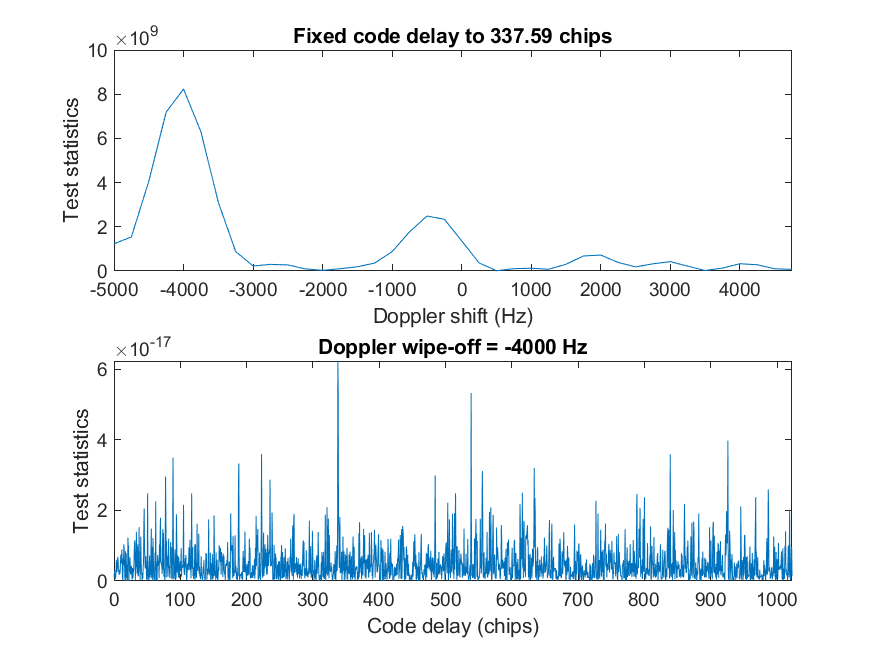 ×10^9
Fixed code delay to 337.59 chips
10
8
6
4
2
0
Test statistics
-5000 -4000 -3000 -2000 -1000 0 1000 2000 3000 4000
Doppler shift (Hz)
×10^-17
Doppler wipe-off = -4000 Hz
6
4
2
0
Test statistics
0 100 200 300 400 500 600 700 800 900 1000
Code delay (chips)